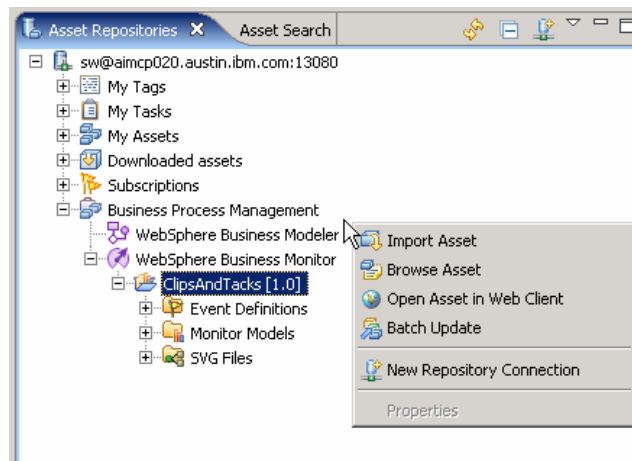 Asset Repositories Asset Search
sw@aimcp020.austin.ibm.com:13080
My Tags
My Tasks
My Assets
Downloaded assets
Subscriptions
Business Process Management
WebSphere Business Modeler
WebSphere Business Monitor
ClipsAndTacks [1.0]
Event Definitions
Monitor Models
SVG Files
Import Asset
Browse Asset
Open Asset in Web Client
Batch Update
New Repository Connection
Properties